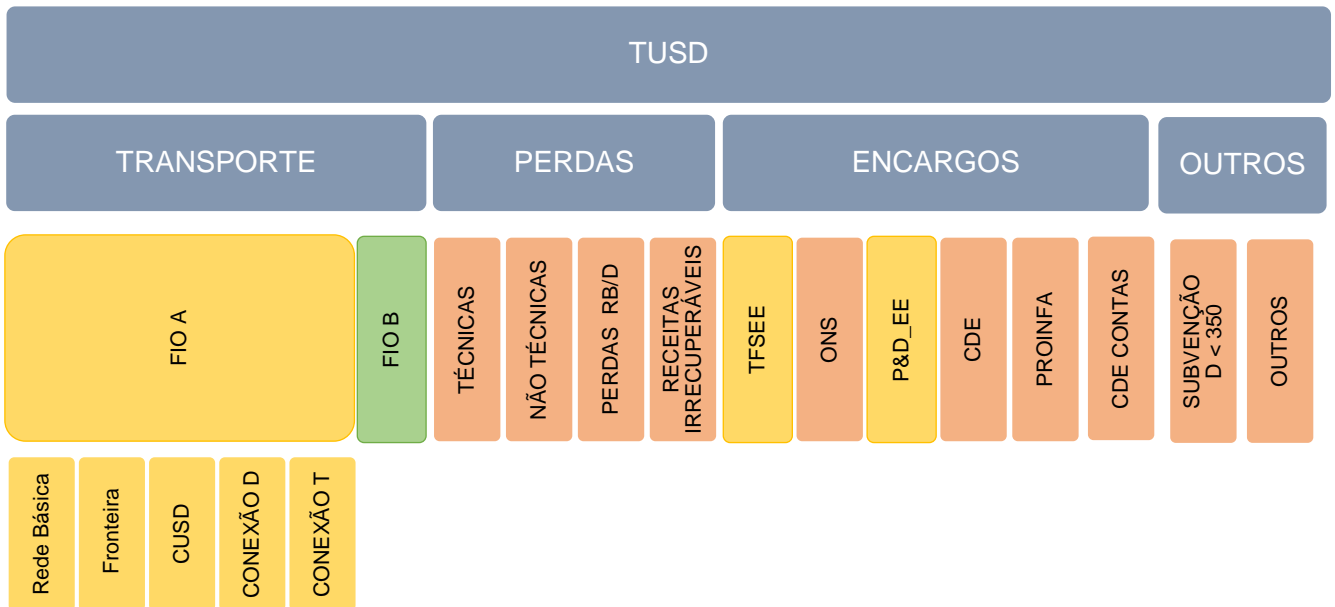 TUSD
TRANSPORTE
PERDAS
ENCARGOS
OUTROS
FIO A
FIO B
TÉCNICAS
NÃO TÉCNICAS
PERDAS RB/D
RECEITAS
IRRECUPERÁVEIS
TFSEE
ONS
P&D_EE
CDE
PROINFA
CDE CONTAS
SUBVENÇÃO
D < 350
OUTROS
Rede Básica
Fronteira
CUSD
CONEXÃO D
CONEXÃO T